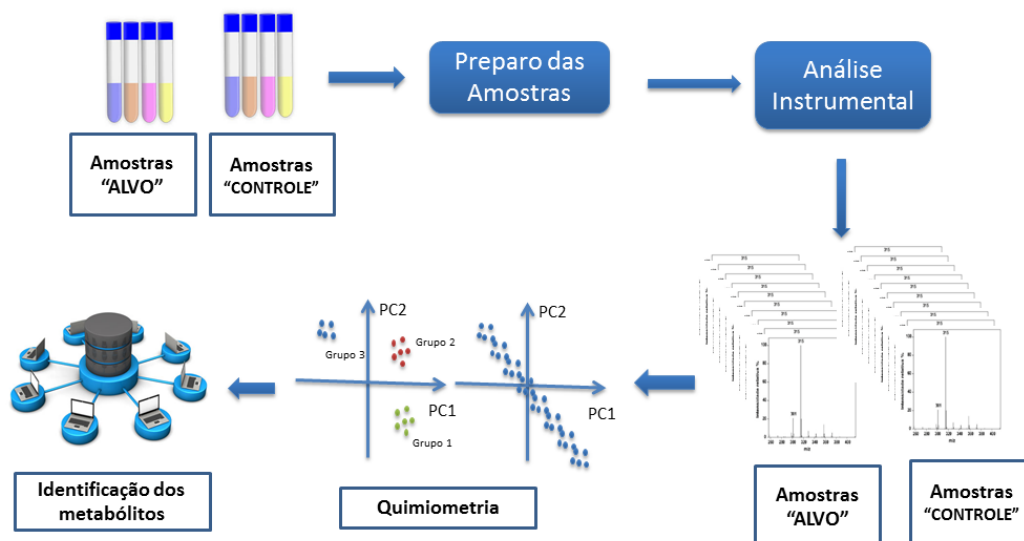 Preparo das
Amostras
Análise
Instrumental
Amostras
“ALVO”
Amostras
“CONTROLE”
PC2
Grupo 3
Grupo 2
PC1
Grupo 1
PC2
PC1
Identificação dos
metabólitos
Quimiometria
Amostras
“ALVO”
Amostras
“CONTROLE”